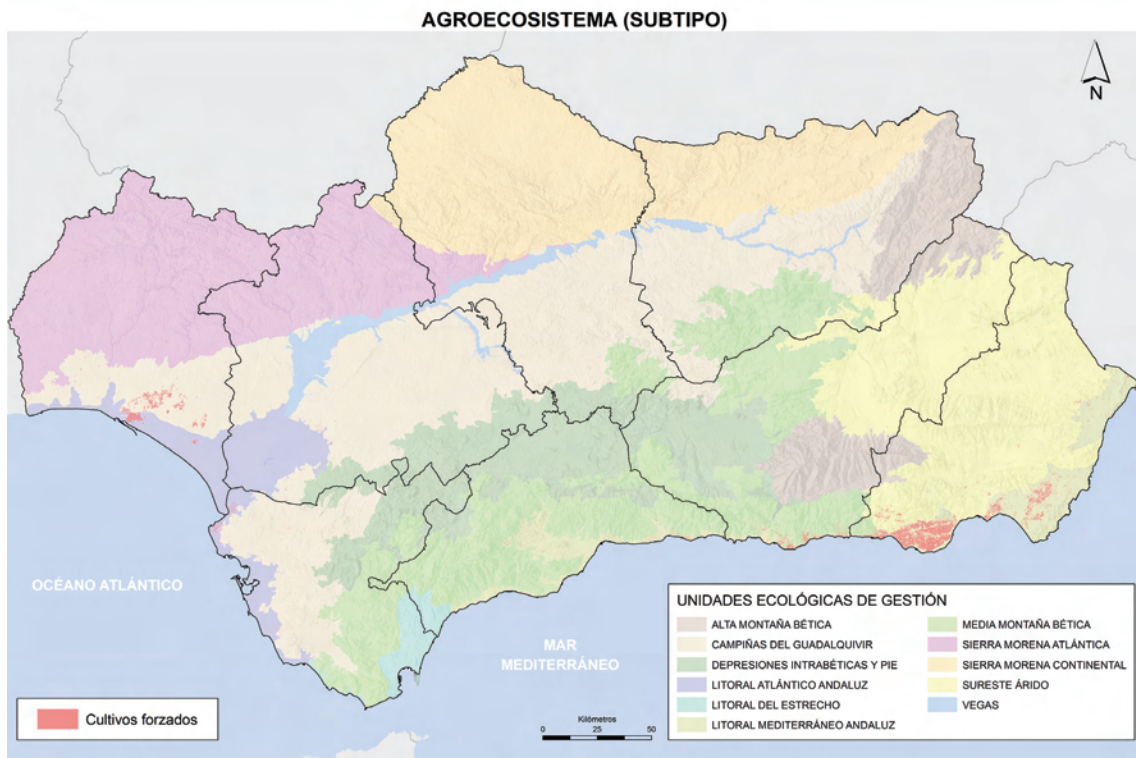 AGROECOSISTEMA (SUBTIPO)
N
OCÉANO ATLÁNTICO
MAR
MEDITERRÁNEO
UNIDADES ECOLÓGICAS DE GESTIÓN
ALTA MONTAÑA BÉTICA
CAMPIÑAS DEL GUADALQUIVIR
DEPRESIONES INTRABÉTICAS Y PIE
LITORAL ATLÁNTICO ANDALUZ
LITORAL DEL ESTRECHO
LITORAL MEDITERRÁNEO ANDALUZ
MEDIA MONTAÑA BÉTICA
SIERRA MORENA ATLÁNTICA
SIERRA MORENA CONTINENTAL
SURESTE ÁRIDO
VEGAS
Cultivos forzados
Kilómetros
0 25 50